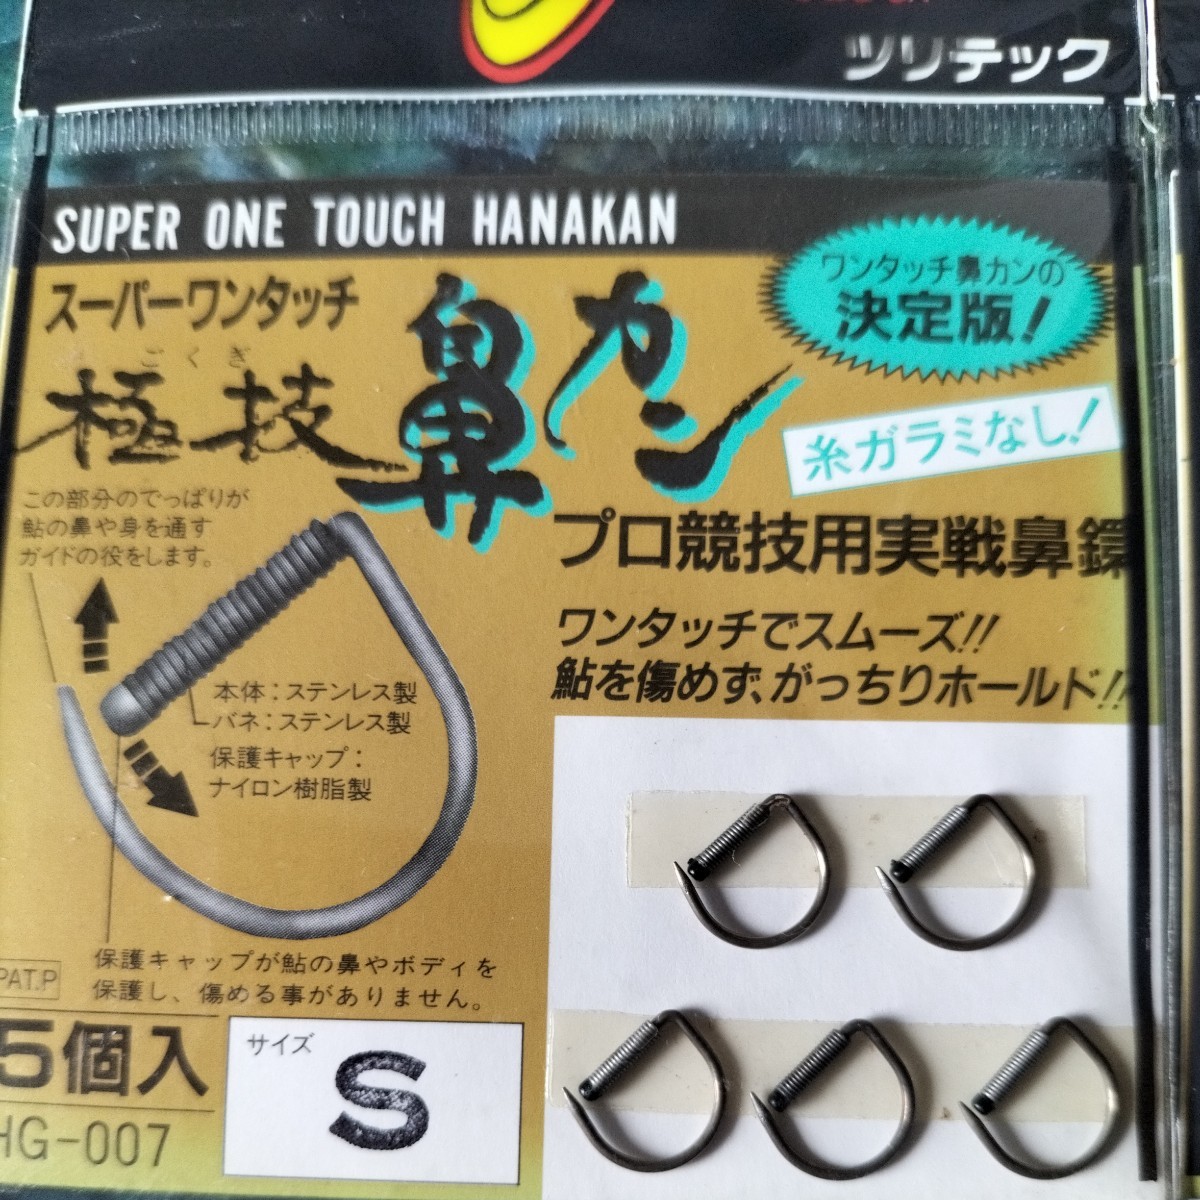 ツリテック
SUPER ONE TOUCH HANAKAN
スーパーワンタッチ
ごくぎ
極技
鼻カン
ワンタッチ鼻カンの
決定版!
糸ガラミなし!
プロ競技用実戦鼻鐶
ワンタッチでスムーズ!!
鮎を傷めず、がっちりホールド!!
この部分のでっぱりが
鮎の鼻や身を通す
ガイドの役をします。
本体:ステンレス製
バネ:ステンレス製
保護キャップ:
ナイロン樹脂製
保護キャップが鮎の鼻やボディを
保護し、傷める事がありません。
PAT.P
5個入
サイズ
S
HG-007